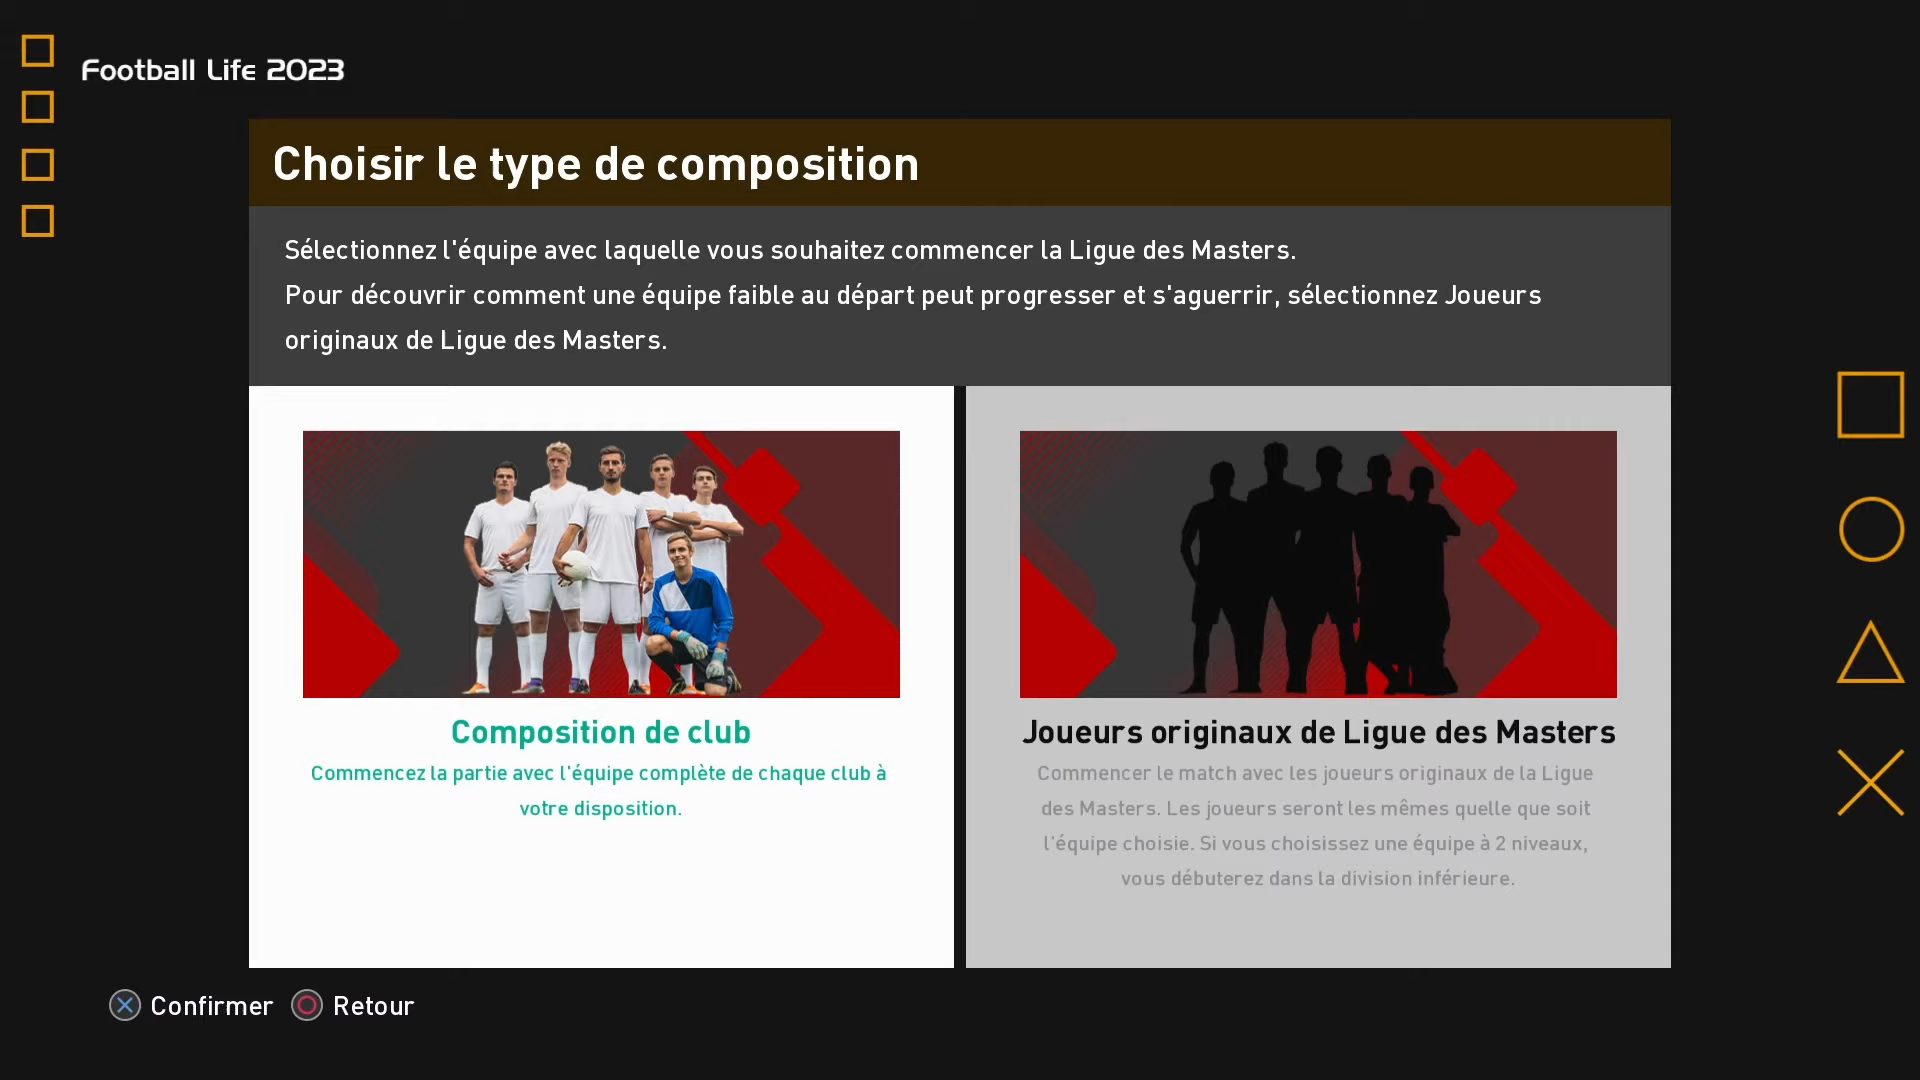 Football Life 2023
Choisir le type de composition
Sélectionnez l'équipe avec laquelle vous souhaitez commencer la Ligue des Masters.
Pour découvrir comment une équipe faible au départ peut progresser et s'aguerrir, sélectionnez Joueurs
originaux de Ligue des Masters.
Composition de club
Commencez la partie avec l'équipe complète de chaque club à
votre disposition.
Joueurs originaux de Ligue des Masters
Commencer le match avec les joueurs originaux de la Ligue
des Masters. Les joueurs seront les mêmes quelle que soit
l'équipe choisie. Si vous choisissez une équipe à 2 niveaux,
vous débuterez dans la division inférieure.
Confirmer Retour